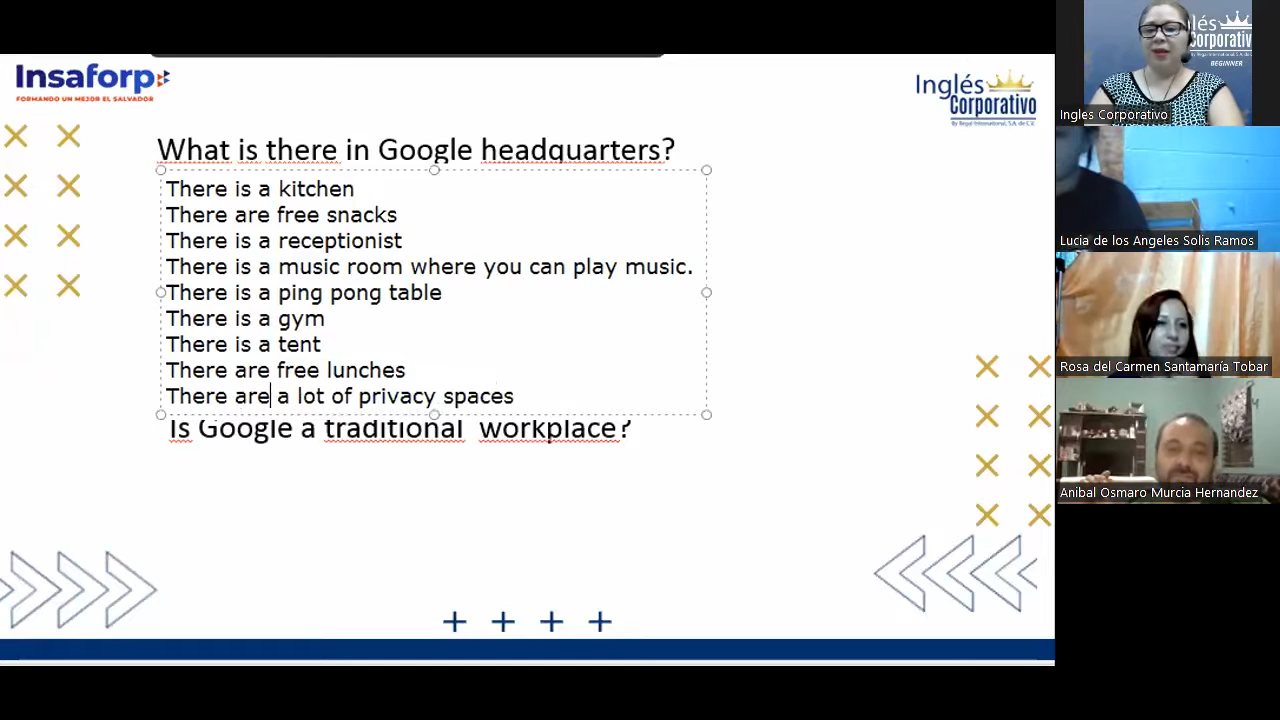 Insaforp
FORMANDO UN MEJOR EL SALVADOR
Inglés
Corporativo
By Regal International, S.A. de C.V.
What is there in Google headquarters?
There is a kitchen
There are free snacks
There is a receptionist
There is a music room where you can play music.
There is a ping pong table
There is a gym
There is a tent
There are free lunches
There are a lot of privacy spaces
Is Google a traditional workplace?
lés
Corporativo
BEGINNER
Ingles Corporativo
Lucia de los Angeles Solis Ramos
Rosa del Carmen Santamaría Tobar
Anibal Osmaro Murcia Hernandez